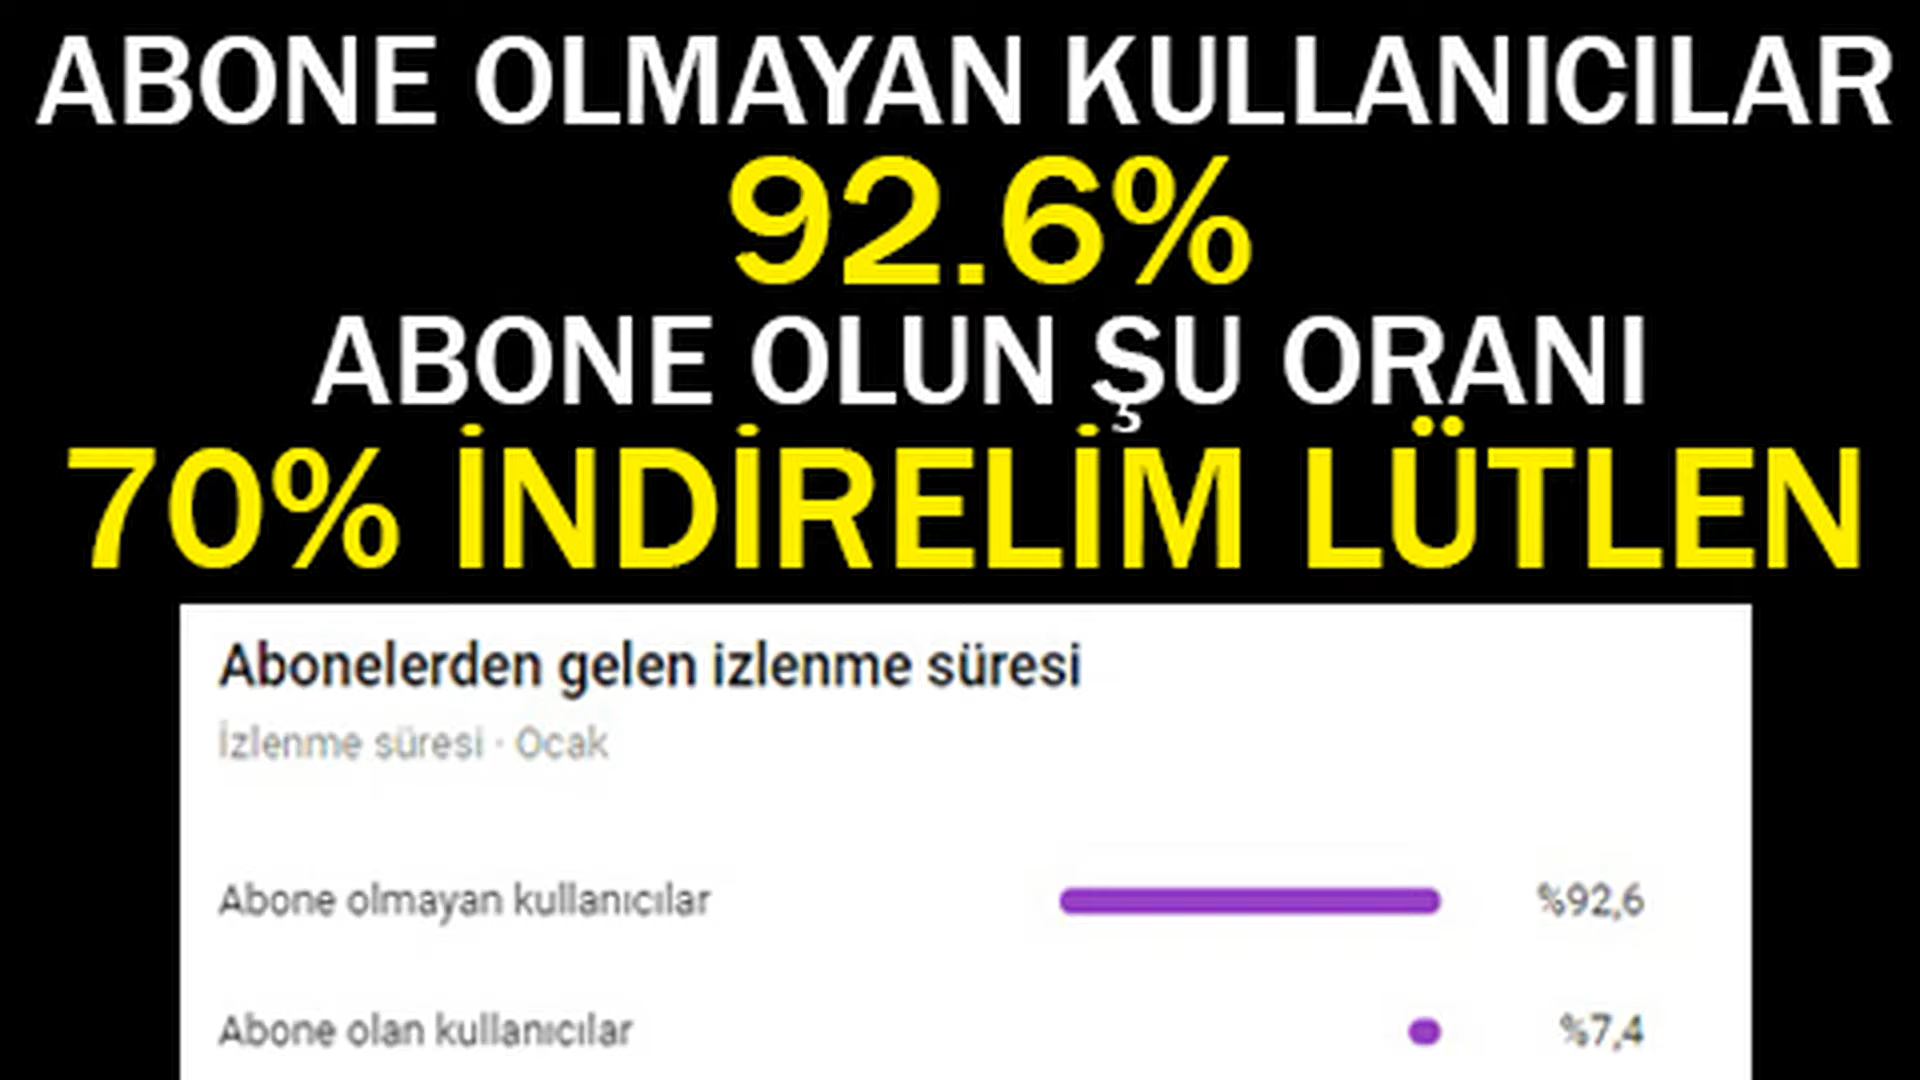 ABONE OLMAYAN KULLANICILAR
92.6%
ABONE OLUN ŞU ORANI
70% İNDİRELİM LÜTLEN
Abonelerden gelen izlenme süresi
İzlenme süresi · Ocak
Abone olmayan kullanıcılar %92,6
Abone olan kullanıcılar %7,4